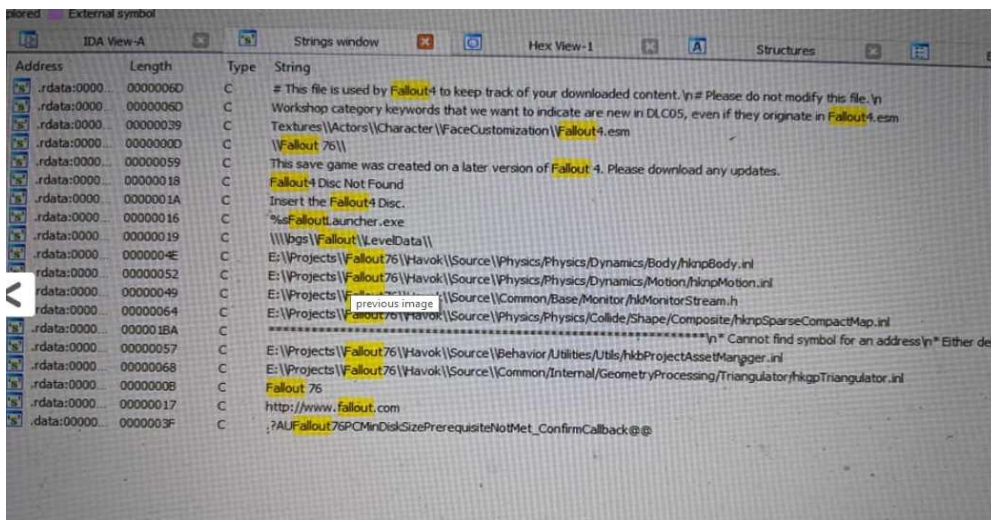 plored External symbol
IDA View-A Strings window Hex View-1 A Structures
Address Length Type String
's' .rdata:0000... 0000006D C # This file is used by Fallout4 to keep track of your downloaded content.\n# Please do not modify this file.\n
's' .rdata:0000... 0000006D C Workshop category keywords that we want to indicate are new in DLC05, even if they originate in Fallout4.esm
's' .rdata:0000... 00000039 C Textures\\Actors\\Character\\FaceCustomization\\Fallout4.esm
's' .rdata:0000... 0000000D C \\Fallout 76\\
's' .rdata:0000... 00000059 C This save game was created on a later version of Fallout 4. Please download any updates.
's' .rdata:0000... 00000018 C Fallout4 Disc Not Found
's' .rdata:0000... 0000001A C Insert the Fallout4 Disc.
's' .rdata:0000... 00000016 C %sFalloutLauncher.exe
's' .rdata:0000... 00000019 C \\\\bgs\\Fallout\\LevelData\\
's' .rdata:0000... 0000004E C E:\\Projects\\Fallout76\\Havok\\Source\\Physics/Physics/Dynamics/Body/hknpBody.inl
rdata:0000... 00000052 C E:\\Projects\\Fallout76\\Havok\\Source\\Physics/Physics/Dynamics/Motion/hknpMotion.inl
rdata:0000... 00000049 C E:\\Projects\\ \\Source\\Common/Base/Monitor/hkMonitorStream.h
previous image
rdata:0000... 00000064 C E:\\Projects\\Fallout76\\Havok\\Source\\Physics/Physics/Collide/Shape/Composite/hknpSparseCompactMap.inl
's' .rdata:0000... 000001BA C \n* Cannot find symbol for an address\n* Either de
's' .rdata:0000... 00000057 C E:\\Projects\\Fallout76\\Havok\\Source\\Behavior/Utilities/Utils/hkbProjectAssetManager.inl
's' .rdata:0000... 00000068 C E:\\Projects\\Fallout76\\Havok\\Source\\Common/Internal/GeometryProcessing/Triangulator/hkgpTriangulator.inl
's' .rdata:0000... 0000000B C Fallout 76
's' .rdata:0000... 00000017 C http://www.fallout.com
's' .data:00000... 0000003F C .?AUFallout76PCMinDiskSizePrerequisiteNotMet_ConfirmCallback@@